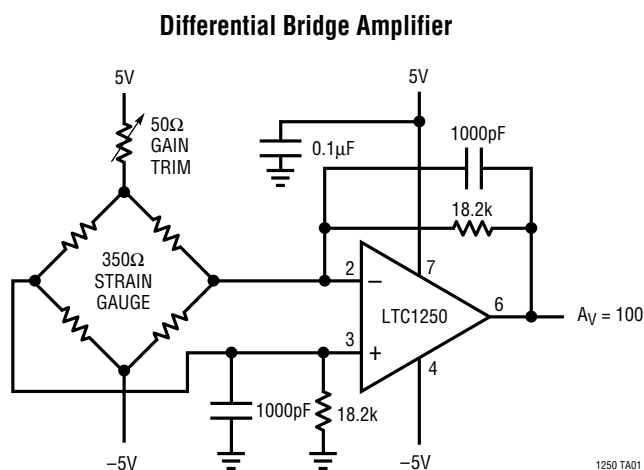 Differential Bridge Amplifier
5V
5V
50Ω
GAIN
TRIM
0.1μF
1000pF
18.2k
350Ω
STRAIN
GAUGE
2
–
7
LTC1250
6
A_V = 100
3
+
4
1000pF
18.2k
–5V
–5V
1250 TA01